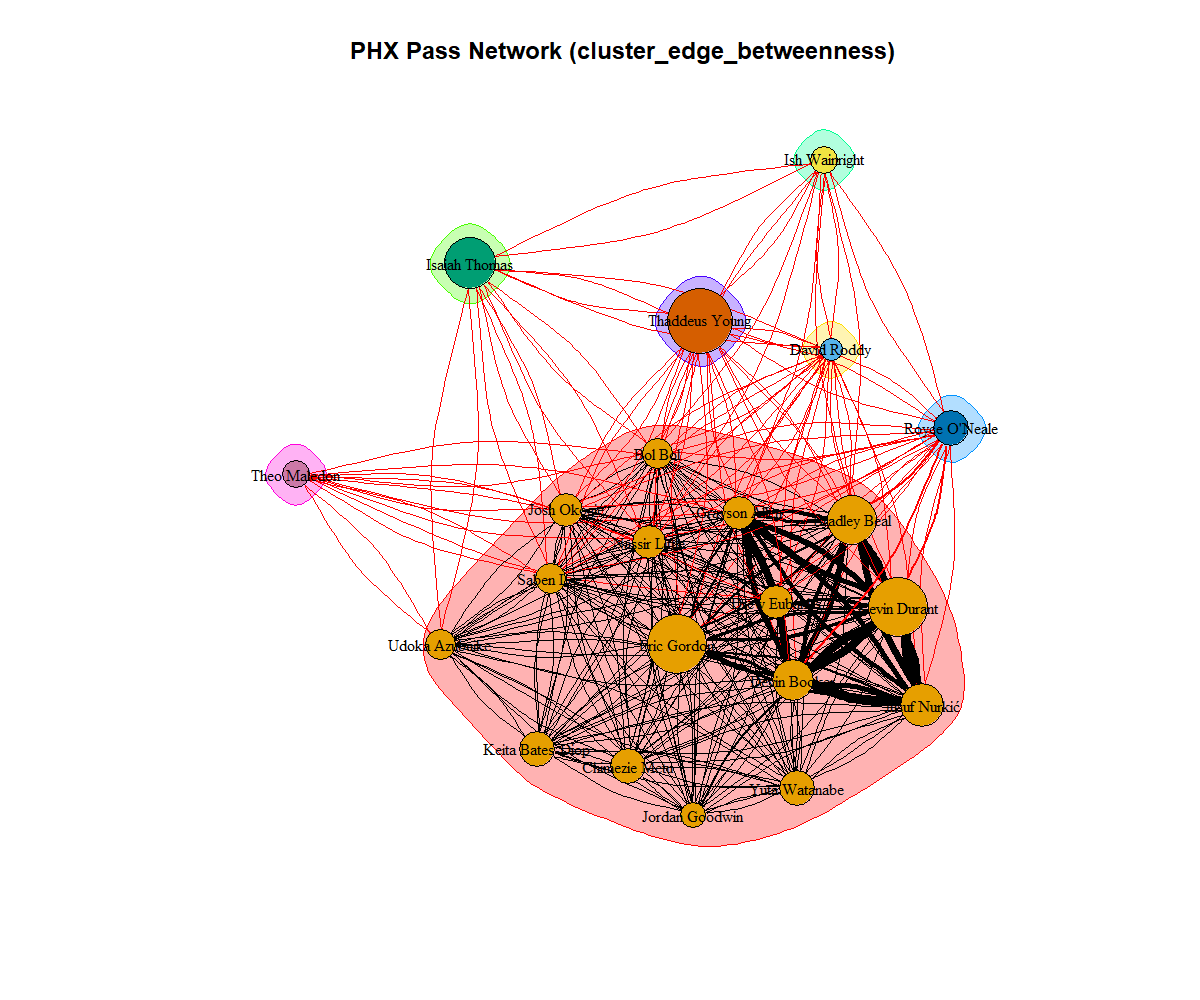 PHX Pass Network (cluster_edge_betweenness)
Ish Wainright
Isaiah Thomas
Thaddeus Young
David Roddy
Royce O'Neale
Bol Bol
Theo Maledon
Josh Okogie
Grayson Allen
Bradley Beal
Nassir Little
Saben Lee
Drew Eubanks
Kevin Durant
Udoka Azubuike
Eric Gordon
Devin Booker
Jusuf Nurkić
Keita Bates-Diop
Chimezie Metu
Yuta Watanabe
Jordan Goodwin